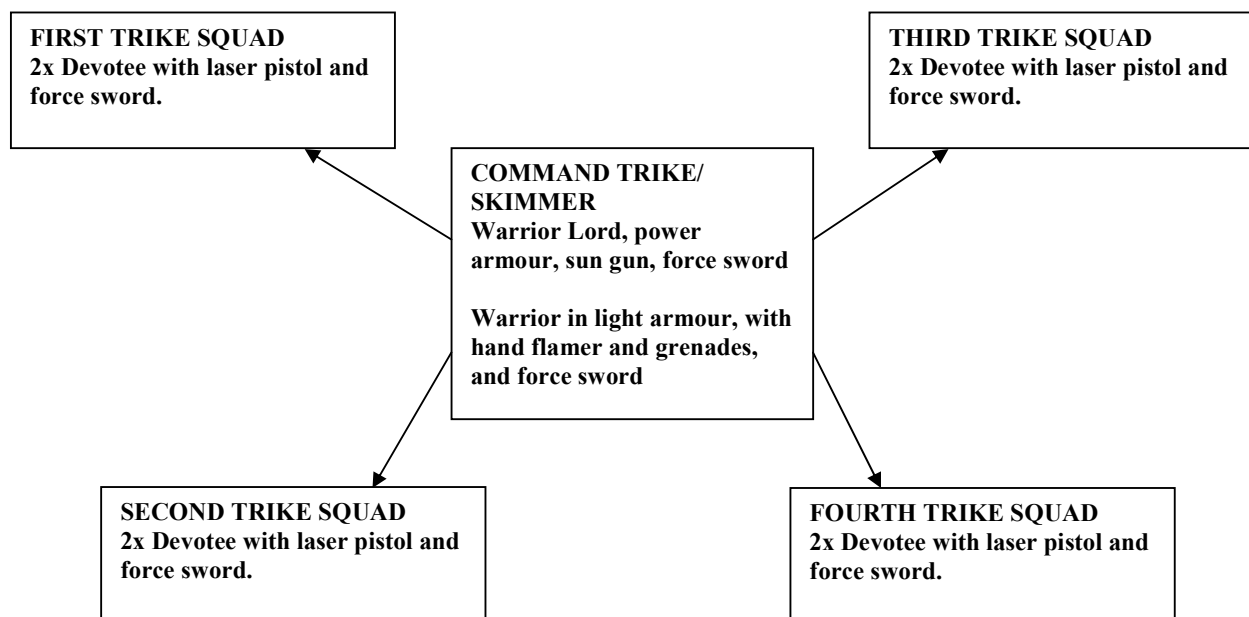 FIRST TRIKE SQUAD
2x Devotee with laser pistol and
force sword.
THIRD TRIKE SQUAD
2x Devotee with laser pistol and
force sword.
COMMAND TRIKE/
SKIMMER
Warrior Lord, power
armour, sun gun, force sword
Warrior in light armour, with
hand flamer and grenades,
and force sword
SECOND TRIKE SQUAD
2x Devotee with laser pistol and
force sword.
FOURTH TRIKE SQUAD
2x Devotee with laser pistol and
force sword.